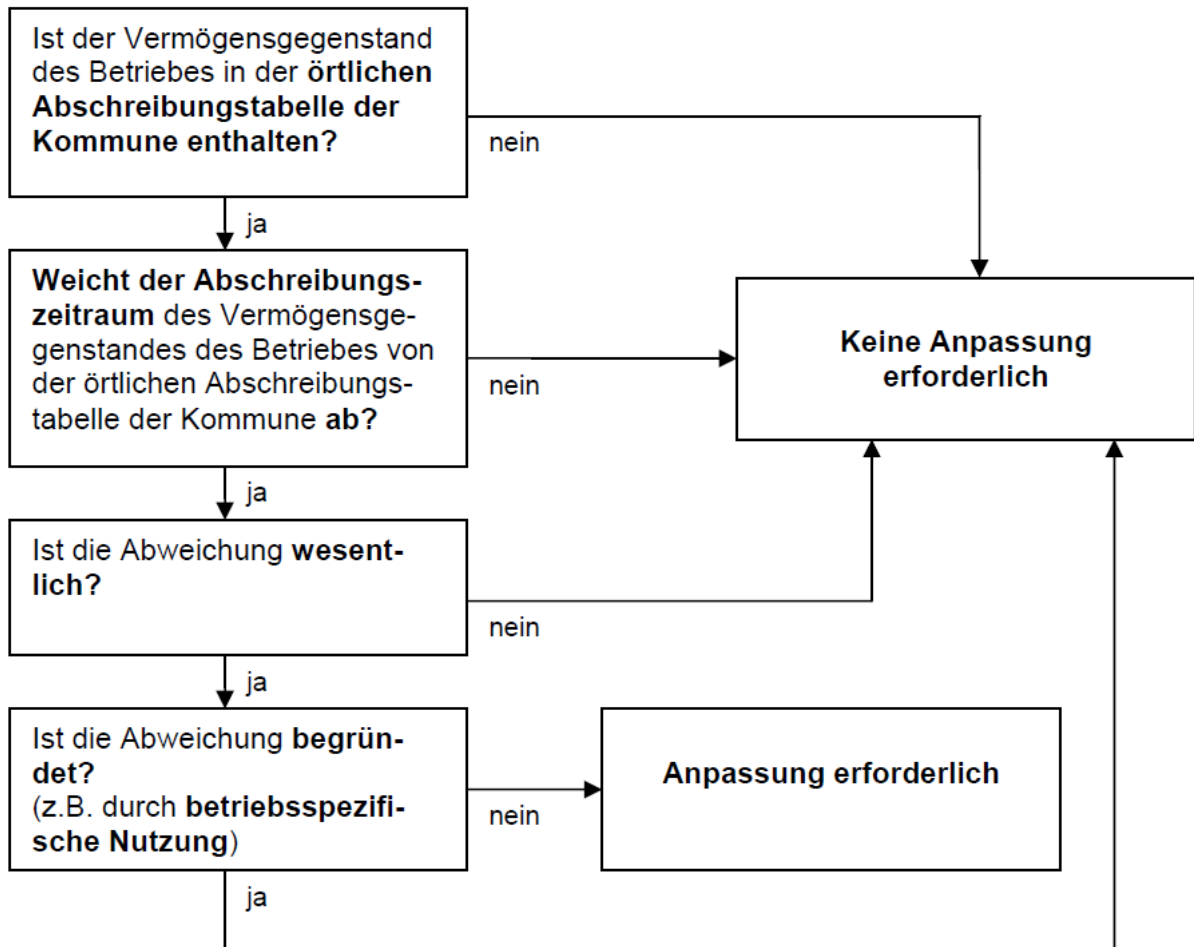 Ist der Vermögensgegenstand
des Betriebes in der örtlichen
Abschreibungstabelle der
Kommune enthalten?
nein
ja
Weicht der Abschreibungs-
zeitraum des Vermögensge-
genstandes des Betriebes von
der örtlichen Abschreibungs-
tabelle der Kommune ab?
nein
Keine Anpassung
erforderlich
ja
Ist die Abweichung wesent-
lich?
nein
ja
Ist die Abweichung begrün-
det?
(z.B. durch betriebsspezifi-
sche Nutzung)
nein
Anpassung erforderlich
ja